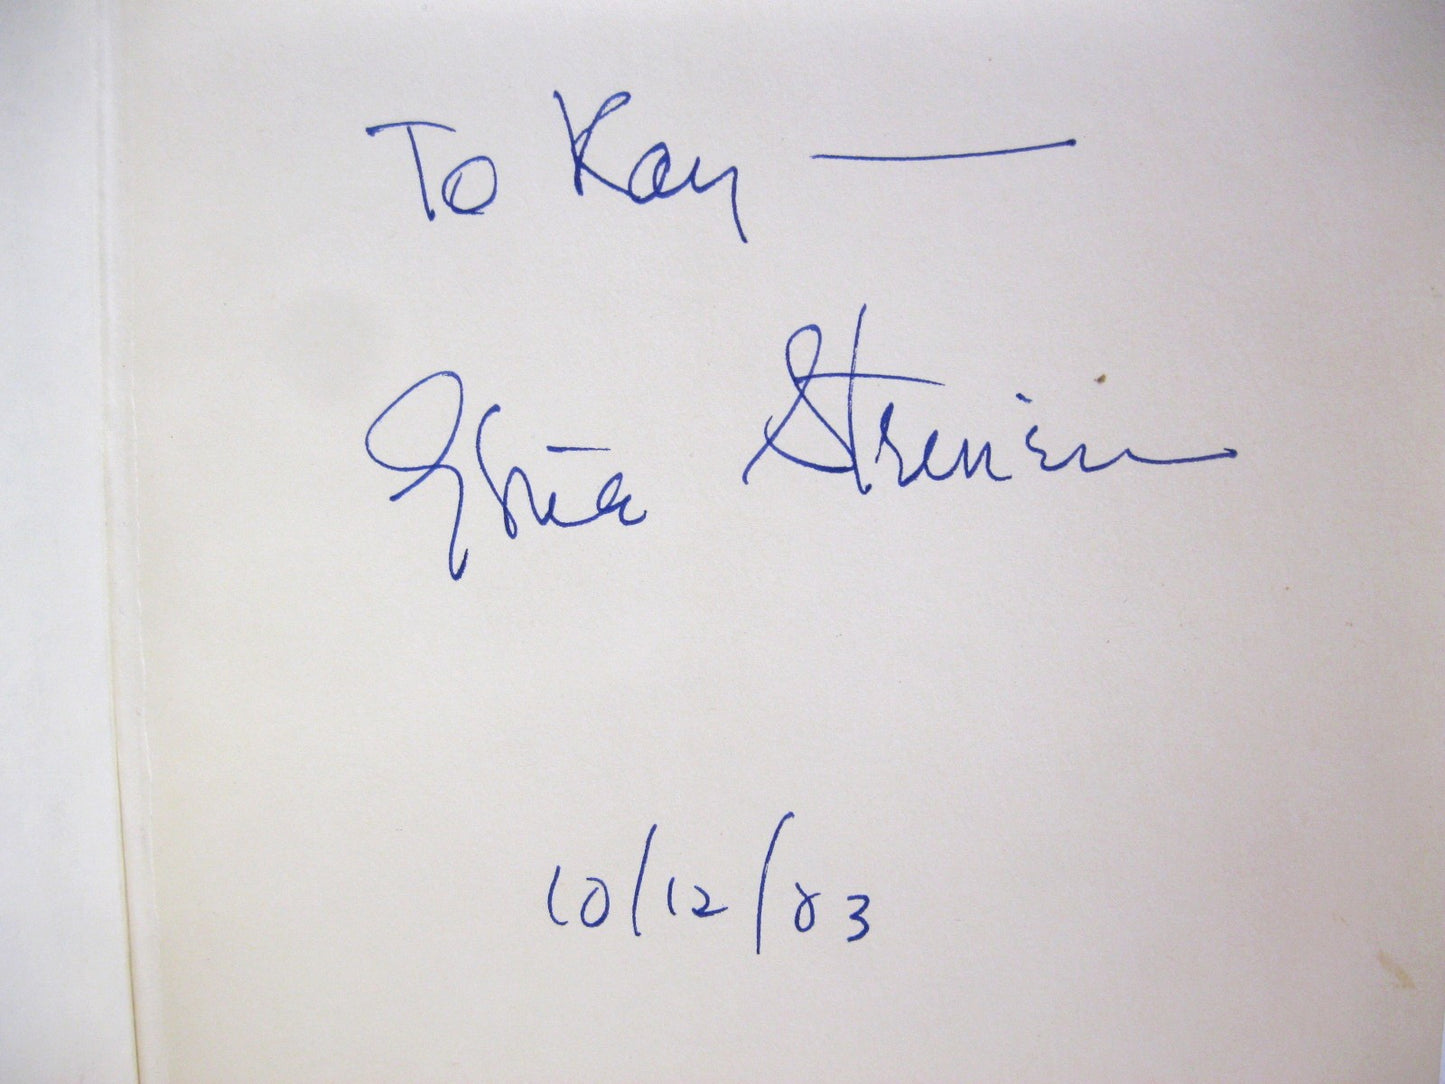 To Kay —
Gloria Steinem
10/12/83